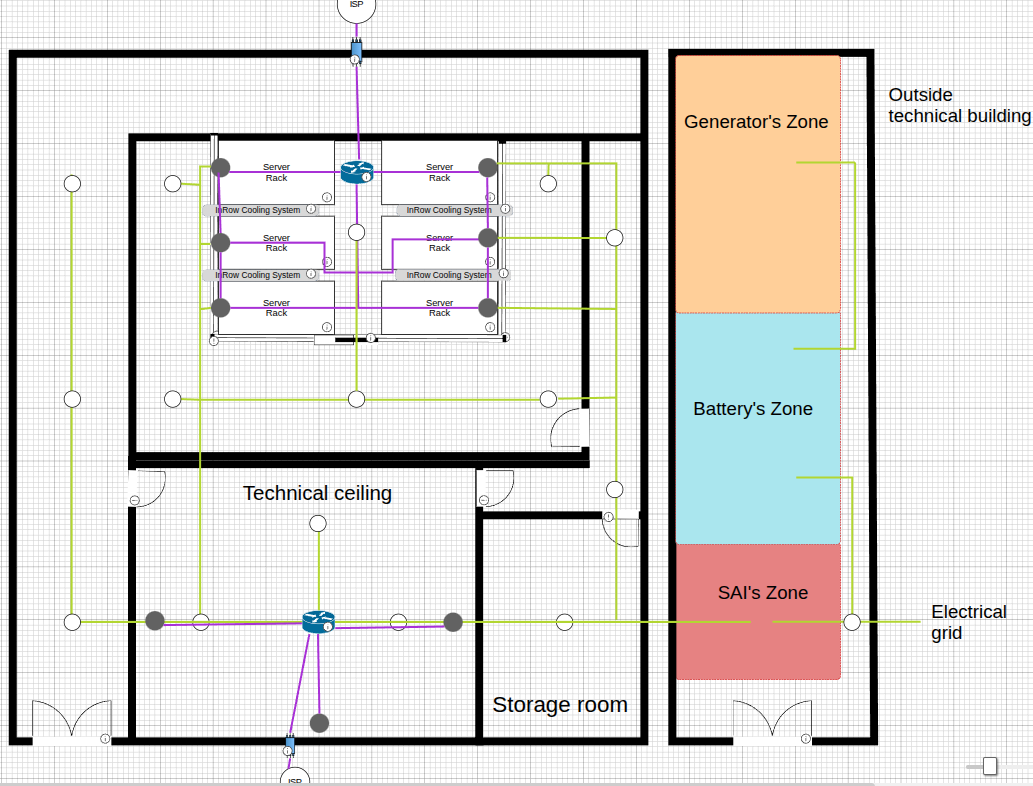 ISP
Outside
technical building
Generator's Zone
Server
Rack
Server
Rack
InRow Cooling System
InRow Cooling System
Server
Rack
Server
Rack
InRow Cooling System
InRow Cooling System
Server
Rack
Server
Rack
Battery's Zone
Technical ceiling
SAI's Zone
Electrical
grid
Storage room
ISP